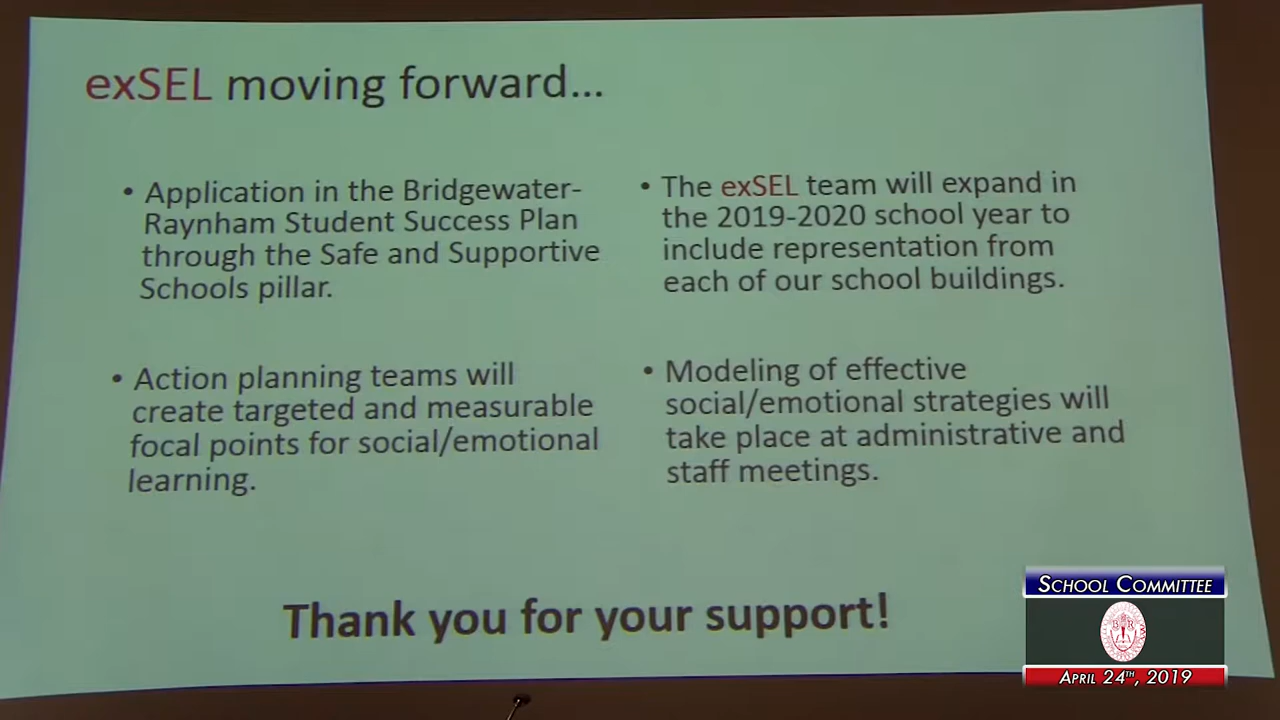 exSEL moving forward...
• Application in the Bridgewater-
Raynham Student Success Plan
through the Safe and Supportive
Schools pillar.
• Action planning teams will
create targeted and measurable
focal points for social/emotional
learning.
• The exSEL team will expand in
the 2019-2020 school year to
include representation from
each of our school buildings.
• Modeling of effective
social/emotional strategies will
take place at administrative and
staff meetings.
Thank you for your support!
School Committee
B R
April 24th, 2019